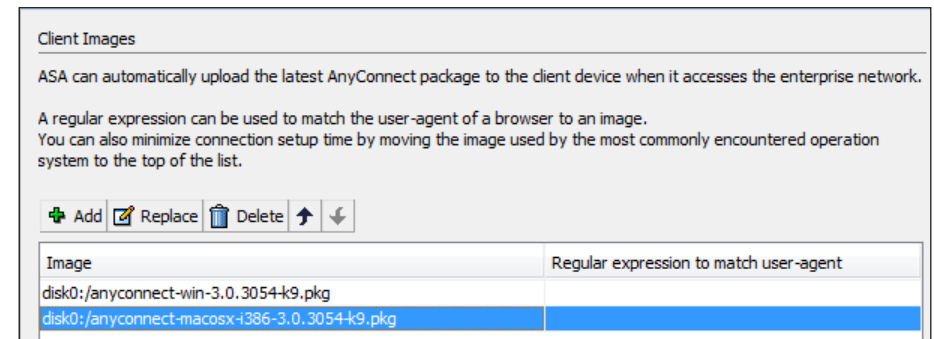 Client Images
ASA can automatically upload the latest AnyConnect package to the client device when it accesses the enterprise network.
A regular expression can be used to match the user-agent of a browser to an image.
You can also minimize connection setup time by moving the image used by the most commonly encountered operation
system to the top of the list.
Add Replace Delete
Image Regular expression to match user-agent
disk0:/anyconnect-win-3.0.3054-k9.pkg
disk0:/anyconnect-macosx-i386-3.0.3054-k9.pkg